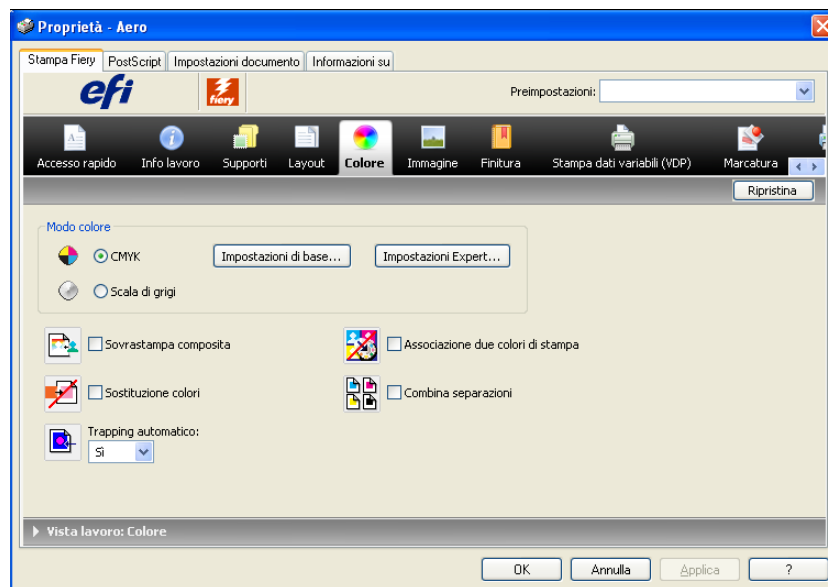 Proprietà - Aero
Stampa Fiery PostScript Impostazioni documento Informazioni su
efi fiery Preimpostazioni:
Accesso rapido Info lavoro Supporti Layout Colore Immagine Finitura Stampa dati variabili (VDP) Marcatura
Ripristina
Modo colore
CMYK Impostazioni di base... Impostazioni Expert...
Scala di grigi
Sovrastampa composita Associazione due colori di stampa
Sostituzione colori Combina separazioni
Trapping automatico:
Sì
Vista lavoro: Colore
OK Annulla Applica ?